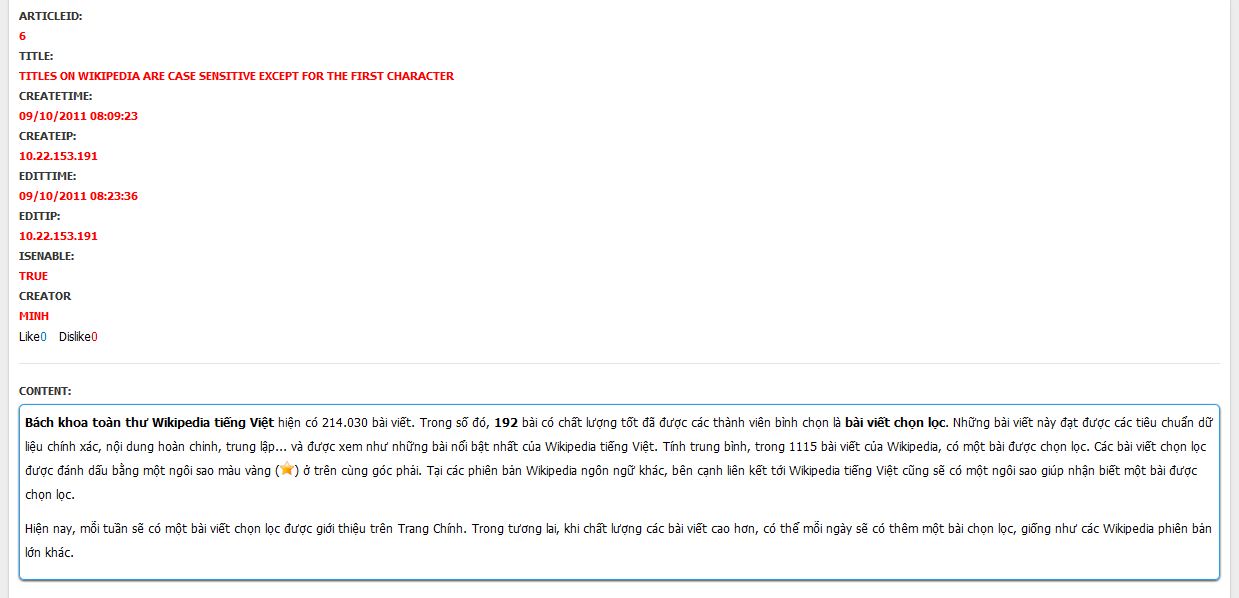 ARTICLEID:
6
TITLE:
TITLES ON WIKIPEDIA ARE CASE SENSITIVE EXCEPT FOR THE FIRST CHARACTER
CREATETIME:
09/10/2011 08:09:23
CREATEIP:
10.22.153.191
EDITTIME:
09/10/2011 08:23:36
EDITIP:
10.22.153.191
ISENABLE:
TRUE
CREATOR
MINH
Like0 Dislike0
CONTENT:
Bách khoa toàn thư Wikipedia tiếng Việt hiện có 214.030 bài viết. Trong số đó, 192 bài có chất lượng tốt đã được các thành viên bình chọn là bài viết chọn lọc. Những bài viết này đạt được các tiêu chuẩn dữ
liệu chính xác, nội dung hoàn chỉnh, trung lập... và được xem như những bài nổi bật nhất của Wikipedia tiếng Việt. Tính trung bình, trong 1115 bài viết của Wikipedia, có một bài được chọn lọc. Các bài viết chọn lọc
được đánh dấu bằng một ngôi sao màu vàng () ở trên cùng góc phải. Tại các phiên bản Wikipedia ngôn ngữ khác, bên cạnh liên kết tới Wikipedia tiếng Việt cũng sẽ có một ngôi sao giúp nhận biết một bài được
chọn lọc.
Hiện nay, mỗi tuần sẽ có một bài viết chọn lọc được giới thiệu trên Trang Chính. Trong tương lai, khi chất lượng các bài viết cao hơn, có thể mỗi ngày sẽ có thêm một bài chọn lọc, giống như các Wikipedia phiên bản
lớn khác.